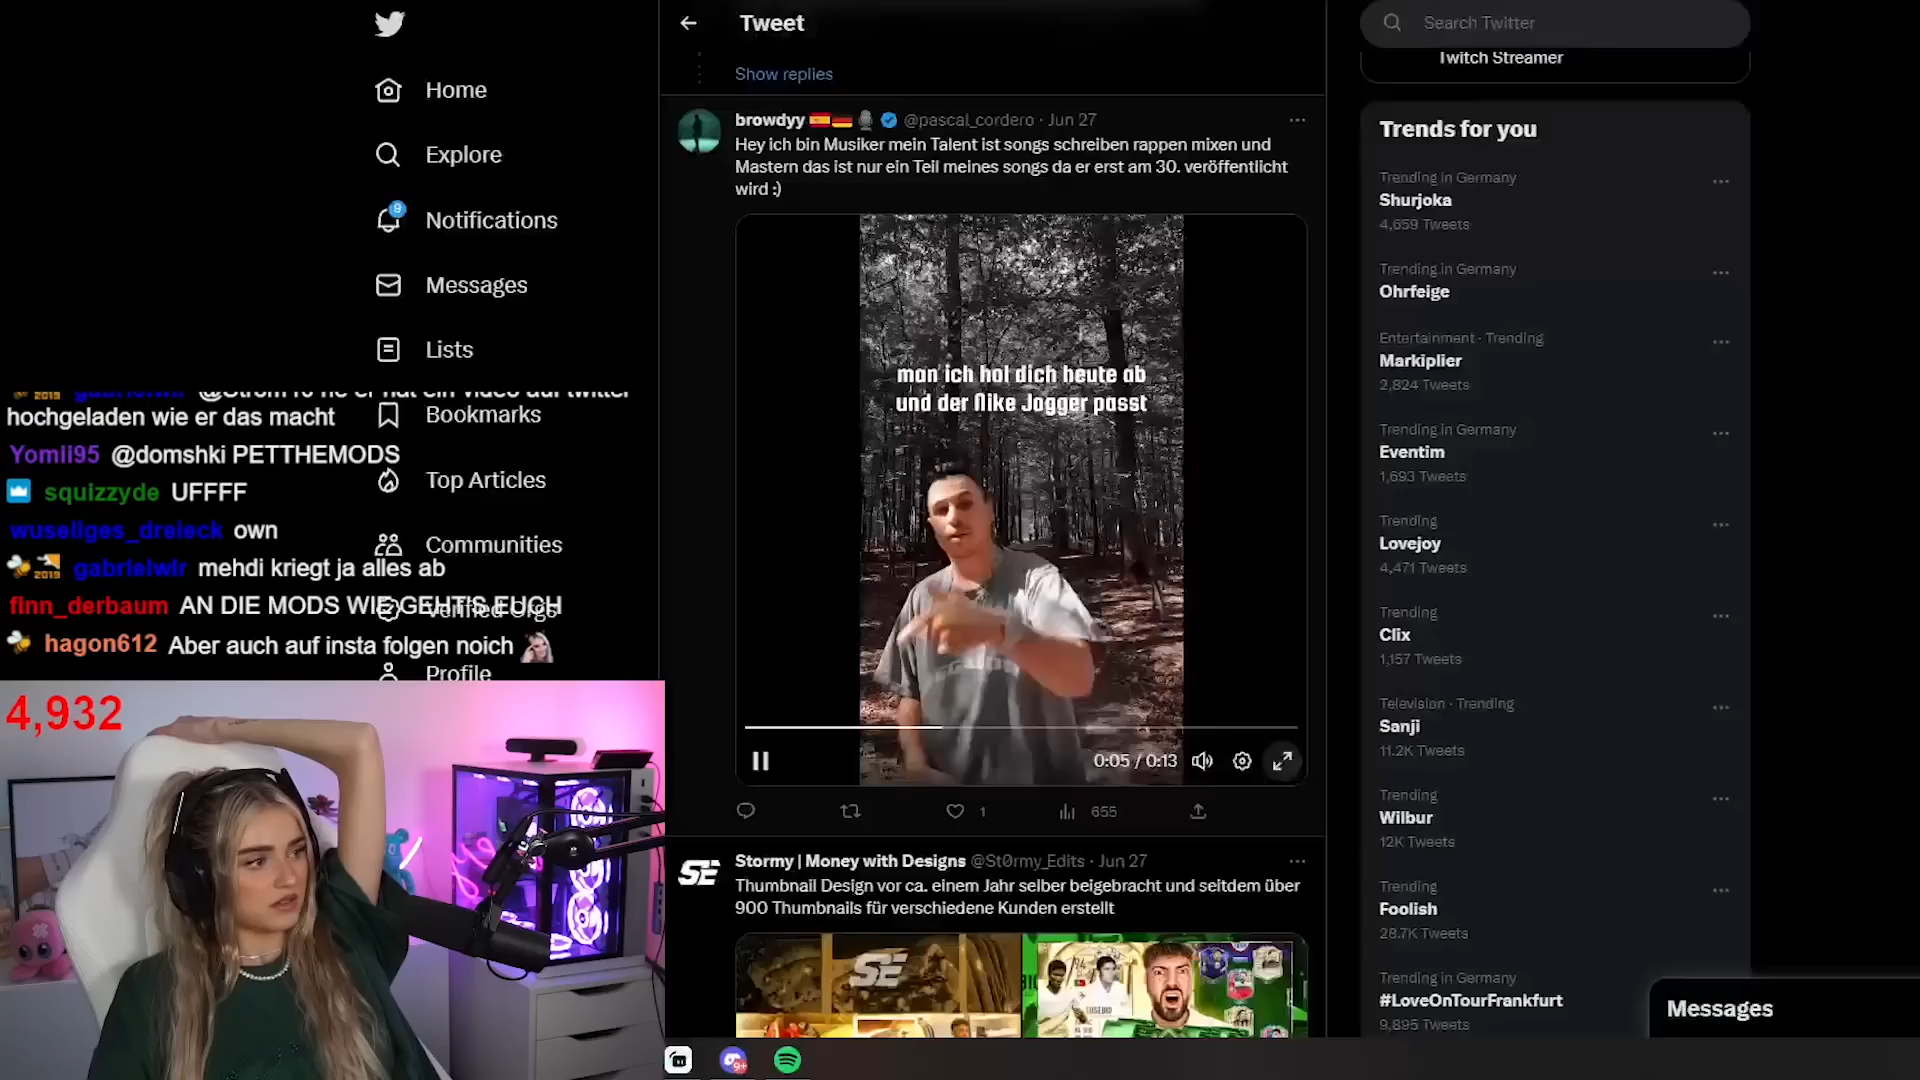 Home
Explore
9
Notifications
Messages
Lists
Bookmarks
Top Articles
Communities
Verified Orgs
Profile
hochgeladen wie er das macht
Yomii95 @domshki PETTHEMODS
squizzyde UFFFF
wuseliges_dreieck own
2019 gabrielwlr mehdi kriegt ja alles ab
finn_derbaum AN DIE MODS WIE GEHT'S EUCH
hagon612 Aber auch auf insta folgen noich
4,932
Tweet
Show replies
browdyy @pascal_cordero · Jun 27
Hey ich bin Musiker mein Talent ist songs schreiben rappen mixen und
Mastern das ist nur ein Teil meines songs da er erst am 30. veröffentlicht
wird :)
man ich hol dich heute ab
und der Nike Jogger passt
0:05 / 0:13
1
655
SE
Stormy | Money with Designs @St0rmy_Edits · Jun 27
Thumbnail Design vor ca. einem Jahr selber beigebracht und seitdem über
900 Thumbnails für verschiedene Kunden erstellt
SE
EUSEBIO
9+
Search Twitter
Twitch Streamer
Trends for you
Trending in Germany
Shurjoka
4,659 Tweets
Trending in Germany
Ohrfeige
Entertainment · Trending
Markiplier
2,824 Tweets
Trending in Germany
Eventim
1,693 Tweets
Trending
Lovejoy
4,471 Tweets
Trending
Clix
1,157 Tweets
Television · Trending
Sanji
11.2K Tweets
Trending
Wilbur
12K Tweets
Trending
Foolish
28.7K Tweets
Trending in Germany
#LoveOnTourFrankfurt
9,895 Tweets
Messages